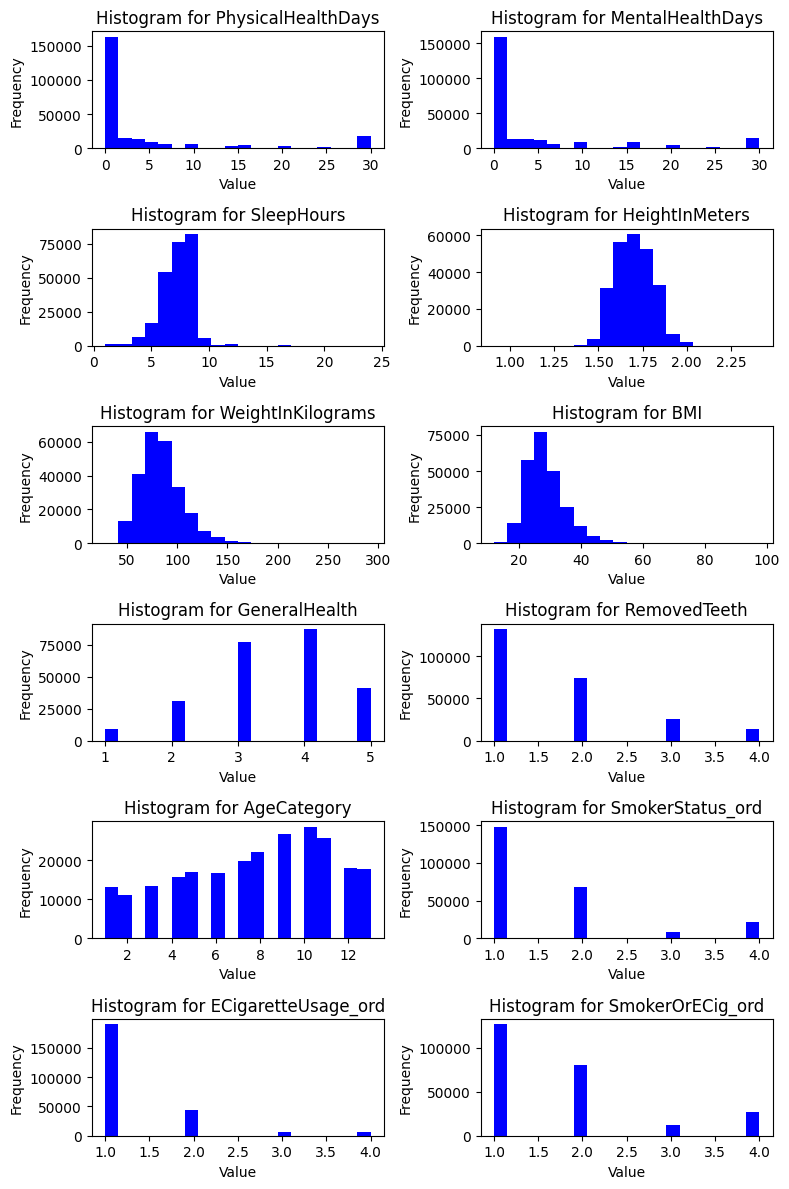 Histogram for PhysicalHealthDays
Histogram for MentalHealthDays
Frequency
150000
100000
50000
0
0 5 10 15 20 25 30
Value
Frequency
150000
100000
50000
0
0 5 10 15 20 25 30
Value
Histogram for SleepHours
Histogram for HeightInMeters
Frequency
75000
50000
25000
0
0 5 10 15 20 25
Value
Frequency
60000
40000
20000
0
1.00 1.25 1.50 1.75 2.00 2.25
Value
Histogram for WeightInKilograms
Histogram for BMI
Frequency
60000
40000
20000
0
50 100 150 200 250 300
Value
Frequency
75000
50000
25000
0
20 40 60 80 100
Value
Histogram for GeneralHealth
Histogram for RemovedTeeth
Frequency
75000
50000
25000
0
1 2 3 4 5
Value
Frequency
100000
50000
0
1.0 1.5 2.0 2.5 3.0 3.5 4.0
Value
Histogram for AgeCategory
Histogram for SmokerStatus_ord
Frequency
20000
10000
0
2 4 6 8 10 12
Value
Frequency
150000
100000
50000
0
1.0 1.5 2.0 2.5 3.0 3.5 4.0
Value
Histogram for ECigaretteUsage_ord
Histogram for SmokerOrECig_ord
Frequency
150000
100000
50000
0
1.0 1.5 2.0 2.5 3.0 3.5 4.0
Value
Frequency
100000
50000
0
1.0 1.5 2.0 2.5 3.0 3.5 4.0
Value